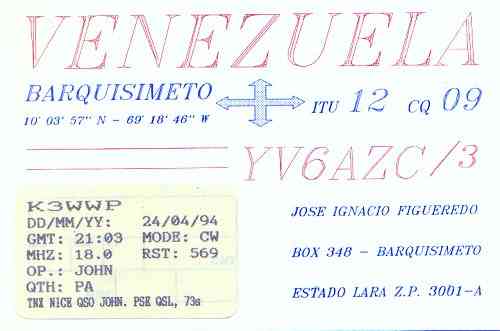 VENEZUELA
BARQUISIMETO
ITU 12 CQ 09
10° 03' 57" N - 69° 18' 46" W
YV6AZC/3
K3WWP
DD/MM/YY: 24/04/94
GMT: 21:03 MODE: CW
MHZ: 18.0 RST: 569
OP.: JOHN
QTH: PA
TNX NICE QSO JOHN. PSE QSL, 73s
JOSE IGNACIO FIGUEREDO
BOX 348 - BARQUISIMETO
ESTADO LARA Z.P. 3001-A